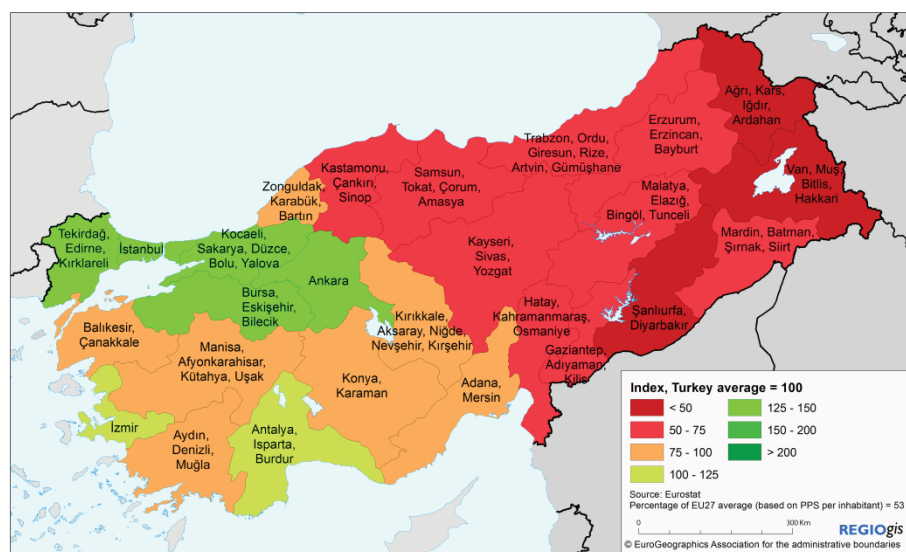 Ağrı, Kars,
Iğdır,
Ardahan
Erzurum,
Erzincan,
Bayburt
Trabzon, Ordu,
Giresun, Rize,
Artvin, Gümüşhane
Kastamonu,
Çankırı,
Sinop
Samsun,
Tokat, Çorum,
Amasya
Zonguldak,
Karabük,
Bartın
Van, Muş,
Bitlis,
Hakkari
Malatya,
Elazığ,
Bingöl, Tunceli
Mardin, Batman,
Şırnak, Siirt
Tekirdağ,
Edirne,
Kırklareli
İstanbul
Kocaeli,
Sakarya, Düzce,
Bolu, Yalova
Kayseri,
Sivas,
Yozgat
Ankara
Bursa,
Eskişehir,
Bilecik
Kırıkkale,
Aksaray, Niğde,
Nevşehir, Kırşehir
Hatay,
Kahramanmaraş,
Osmaniye
Şanlıurfa,
Diyarbakır
Balıkesir,
Çanakkale
Manisa,
Afyonkarahisar,
Kütahya, Uşak
Konya,
Karaman
Adana,
Mersin
Gaziantep,
Adıyaman,
Kilis
İzmir
Aydın,
Denizli,
Muğla
Antalya,
Isparta,
Burdur
Index, Turkey average = 100
< 50
50 - 75
75 - 100
100 - 125
125 - 150
150 - 200
> 200
Source: Eurostat
Percentage of EU27 average (based on PPS per inhabitant) = 53
0 300 Km
REGIOgis
© EuroGeographics Association for the administrative boundaries